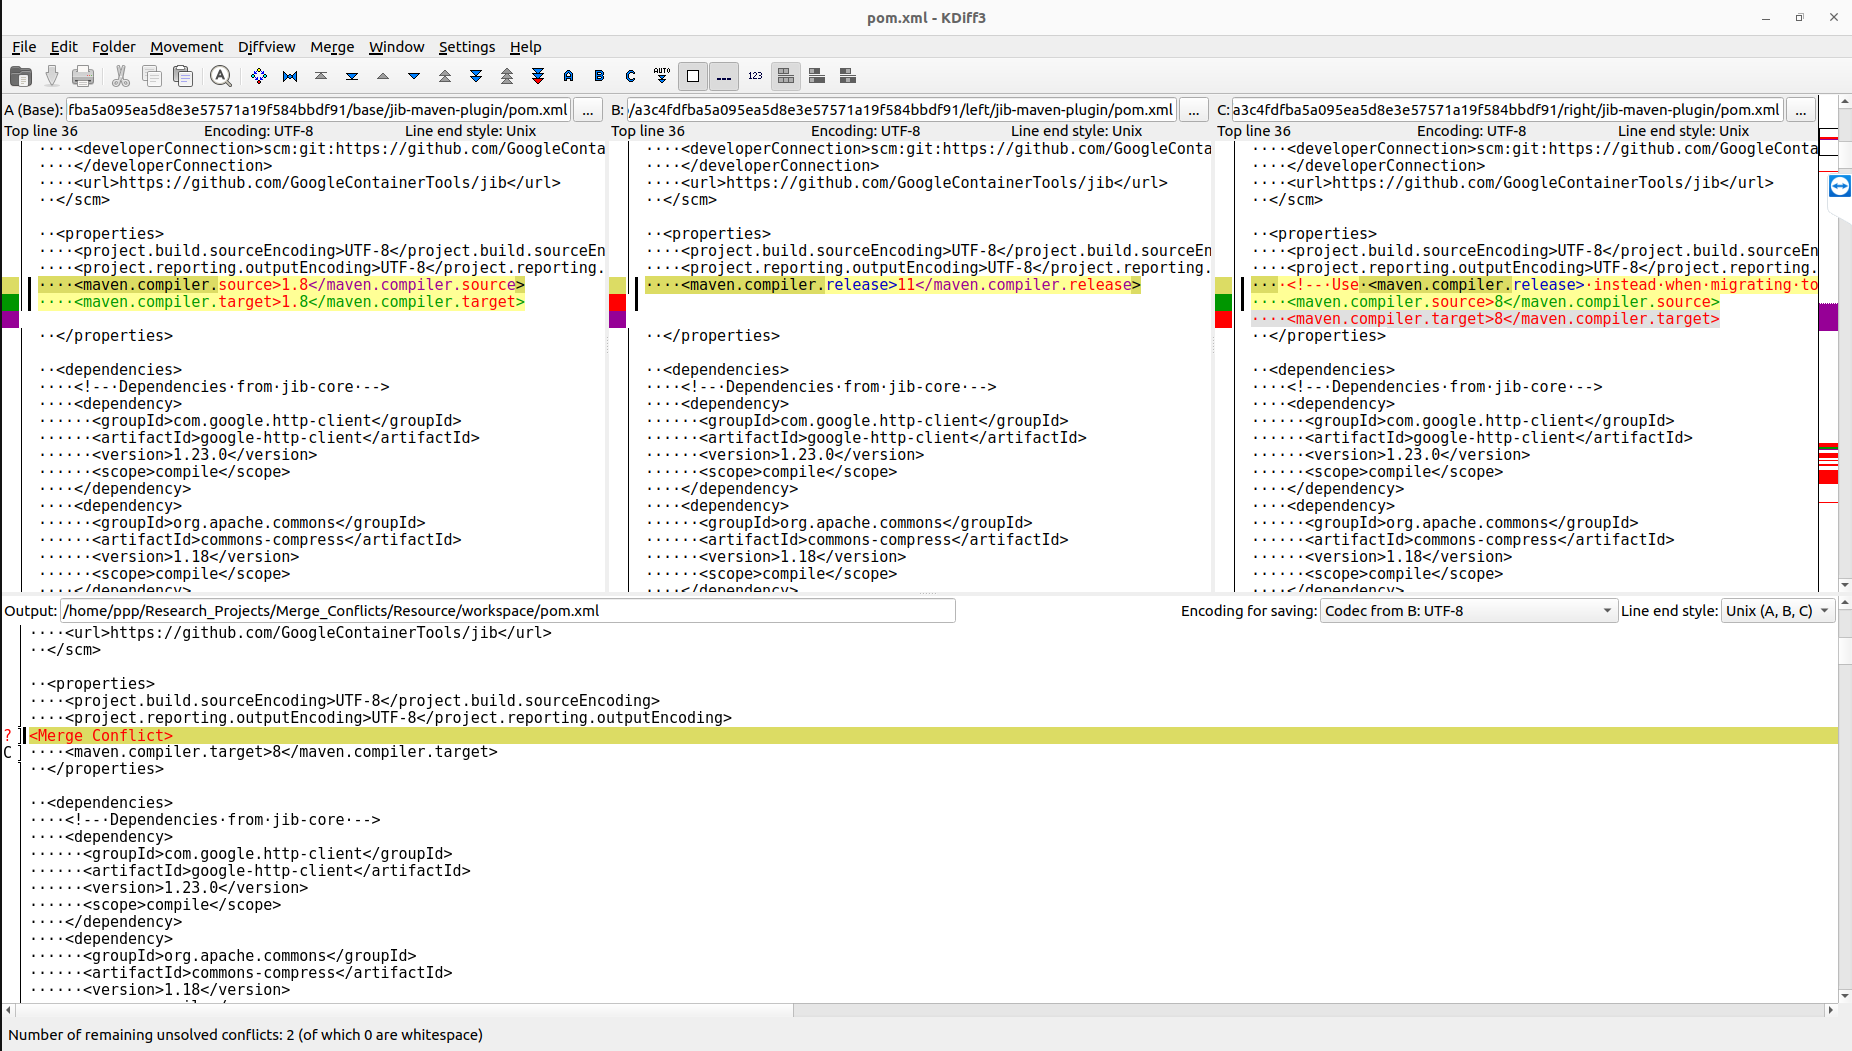 pom.xml - KDiff3
File Edit Folder Movement Diffview Merge Window Settings Help
A B C AUTO 123
A (Base): fba5a095ea5d8e3e57571a19f584bbdf91/base/jib-maven-plugin/pom.xml ...
Top line 36 Encoding: UTF-8 Line end style: Unix
····<developerConnection>scm:git:https://github.com/GoogleConta
····</developerConnection>
····<url>https://github.com/GoogleContainerTools/jib</url>
··</scm>
··<properties>
····<project.build.sourceEncoding>UTF-8</project.build.sourceEn
····<project.reporting.outputEncoding>UTF-8</project.reporting.
····<maven.compiler.source>1.8</maven.compiler.source>
····<maven.compiler.target>1.8</maven.compiler.target>
··</properties>
··<dependencies>
····<!--·Dependencies·from·jib-core·-->
····<dependency>
······<groupId>com.google.http-client</groupId>
······<artifactId>google-http-client</artifactId>
······<version>1.23.0</version>
······<scope>compile</scope>
····</dependency>
····<dependency>
······<groupId>org.apache.commons</groupId>
······<artifactId>commons-compress</artifactId>
······<version>1.18</version>
······<scope>compile</scope>
····</dependency>
B: /a3c4fdfba5a095ea5d8e3e57571a19f584bbdf91/left/jib-maven-plugin/pom.xml ...
Top line 36 Encoding: UTF-8 Line end style: Unix
····<developerConnection>scm:git:https://github.com/GoogleConta
····</developerConnection>
····<url>https://github.com/GoogleContainerTools/jib</url>
··</scm>
··<properties>
····<project.build.sourceEncoding>UTF-8</project.build.sourceEn
····<project.reporting.outputEncoding>UTF-8</project.reporting.
····<maven.compiler.release>11</maven.compiler.release>
··</properties>
··<dependencies>
····<!--·Dependencies·from·jib-core·-->
····<dependency>
······<groupId>com.google.http-client</groupId>
······<artifactId>google-http-client</artifactId>
······<version>1.23.0</version>
······<scope>compile</scope>
····</dependency>
····<dependency>
······<groupId>org.apache.commons</groupId>
······<artifactId>commons-compress</artifactId>
······<version>1.18</version>
······<scope>compile</scope>
····</dependency>
C: a3c4fdfba5a095ea5d8e3e57571a19f584bbdf91/right/jib-maven-plugin/pom.xml ...
Top line 36 Encoding: UTF-8 Line end style: Unix
····<developerConnection>scm:git:https://github.com/GoogleConta
····</developerConnection>
····<url>https://github.com/GoogleContainerTools/jib</url>
··</scm>
··<properties>
····<project.build.sourceEncoding>UTF-8</project.build.sourceEn
····<project.reporting.outputEncoding>UTF-8</project.reporting.
····<!--·Use·<maven.compiler.release>·instead·when·migrating·to
····<maven.compiler.source>8</maven.compiler.source>
····<maven.compiler.target>8</maven.compiler.target>
··</properties>
··<dependencies>
····<!--·Dependencies·from·jib-core·-->
····<dependency>
······<groupId>com.google.http-client</groupId>
······<artifactId>google-http-client</artifactId>
······<version>1.23.0</version>
······<scope>compile</scope>
····</dependency>
····<dependency>
······<groupId>org.apache.commons</groupId>
······<artifactId>commons-compress</artifactId>
······<version>1.18</version>
······<scope>compile</scope>
····</dependency>
Output: /home/ppp/Research_Projects/Merge_Conflicts/Resource/workspace/pom.xml Encoding for saving: Codec from B: UTF-8 Line end style: Unix (A, B, C)
····<url>https://github.com/GoogleContainerTools/jib</url>
··</scm>
··<properties>
····<project.build.sourceEncoding>UTF-8</project.build.sourceEncoding>
····<project.reporting.outputEncoding>UTF-8</project.reporting.outputEncoding>
? <Merge Conflict>
C ····<maven.compiler.target>8</maven.compiler.target>
··</properties>
··<dependencies>
····<!--·Dependencies·from·jib-core·-->
····<dependency>
······<groupId>com.google.http-client</groupId>
······<artifactId>google-http-client</artifactId>
······<version>1.23.0</version>
······<scope>compile</scope>
····</dependency>
····<dependency>
······<groupId>org.apache.commons</groupId>
······<artifactId>commons-compress</artifactId>
······<version>1.18</version>
Number of remaining unsolved conflicts: 2 (of which 0 are whitespace)